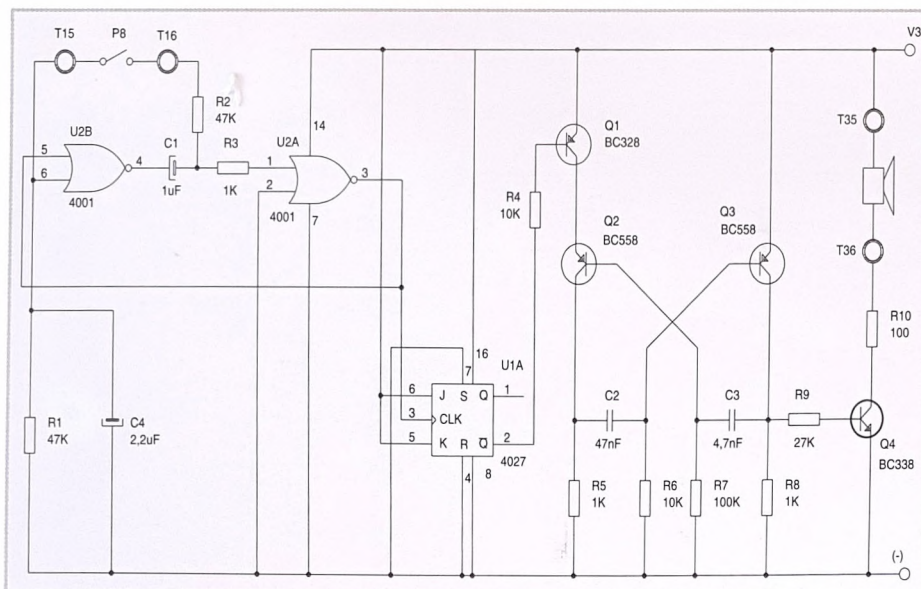 T15 P8 T16
V3
R2
47K
U2B
C1
R3
U2A
14
5
6
4
1
2
3
1uF
1K
4001
4001
7
Q1
BC328
T35
R4
10K
Q2
BC558
Q3
BC558
T36
R10
100
16
7
U1A
6
J S Q
1
3
CLK
5
K R Q
2
4
8
4027
R1
47K
C4
2,2uF
C2
47nF
C3
4,7nF
R9
27K
Q4
BC338
R5
1K
R6
10K
R7
100K
R8
1K
(-)